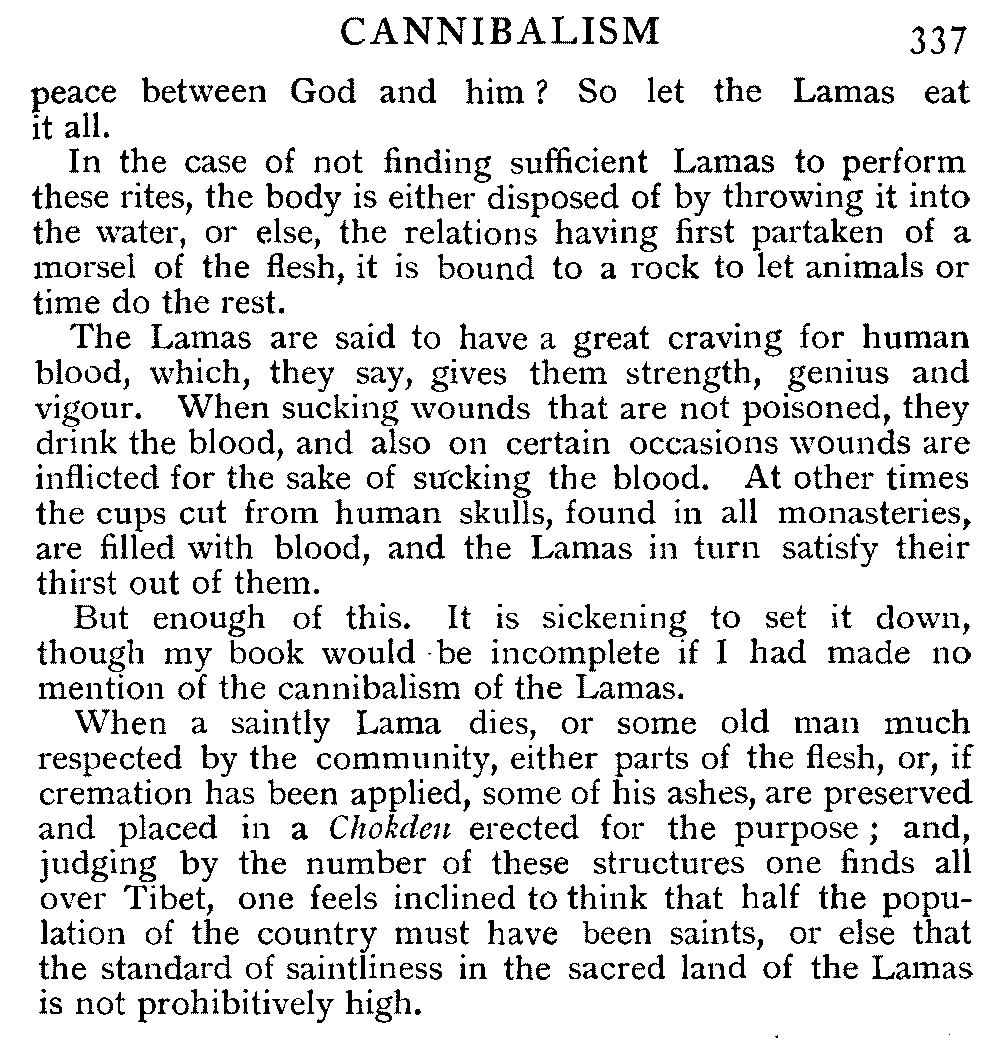 CANNIBALISM 337
peace between God and him ? So let the Lamas eat
it all.
In the case of not finding sufficient Lamas to perform
these rites, the body is either disposed of by throwing it into
the water, or else, the relations having first partaken of a
morsel of the flesh, it is bound to a rock to let animals or
time do the rest.
The Lamas are said to have a great craving for human
blood, which, they say, gives them strength, genius and
vigour. When sucking wounds that are not poisoned, they
drink the blood, and also on certain occasions wounds are
inflicted for the sake of sucking the blood. At other times
the cups cut from human skulls, found in all monasteries,
are filled with blood, and the Lamas in turn satisfy their
thirst out of them.
But enough of this. It is sickening to set it down,
though my book would be incomplete if I had made no
mention of the cannibalism of the Lamas.
When a saintly Lama dies, or some old man much
respected by the community, either parts of the flesh, or, if
cremation has been applied, some of his ashes, are preserved
and placed in a Chokden erected for the purpose ; and,
judging by the number of these structures one finds all
over Tibet, one feels inclined to think that half the popu-
lation of the country must have been saints, or else that
the standard of saintliness in the sacred land of the Lamas
is not prohibitively high.